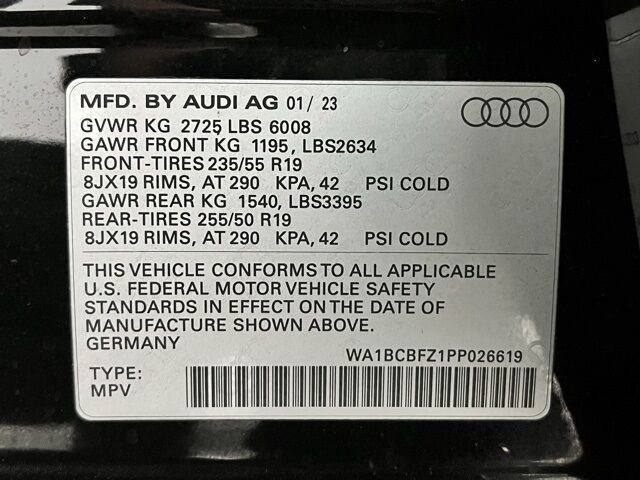 MFD. BY AUDI AG 01/ 23
GVWR KG 2725 LBS 6008
GAWR FRONT KG 1195, LBS2634
FRONT-TIRES 235/55 R19
8JX19 RIMS, AT 290 KPA, 42 PSI COLD
GAWR REAR KG 1540, LBS3395
REAR-TIRES 255/50 R19
8JX19 RIMS, AT 290 KPA, 42 PSI COLD
THIS VEHICLE CONFORMS TO ALL APPLICABLE
U.S. FEDERAL MOTOR VEHICLE SAFETY
STANDARDS IN EFFECT ON THE DATE OF
MANUFACTURE SHOWN ABOVE.
GERMANY
WA1BCBFZ1PP026619
TYPE:
MPV